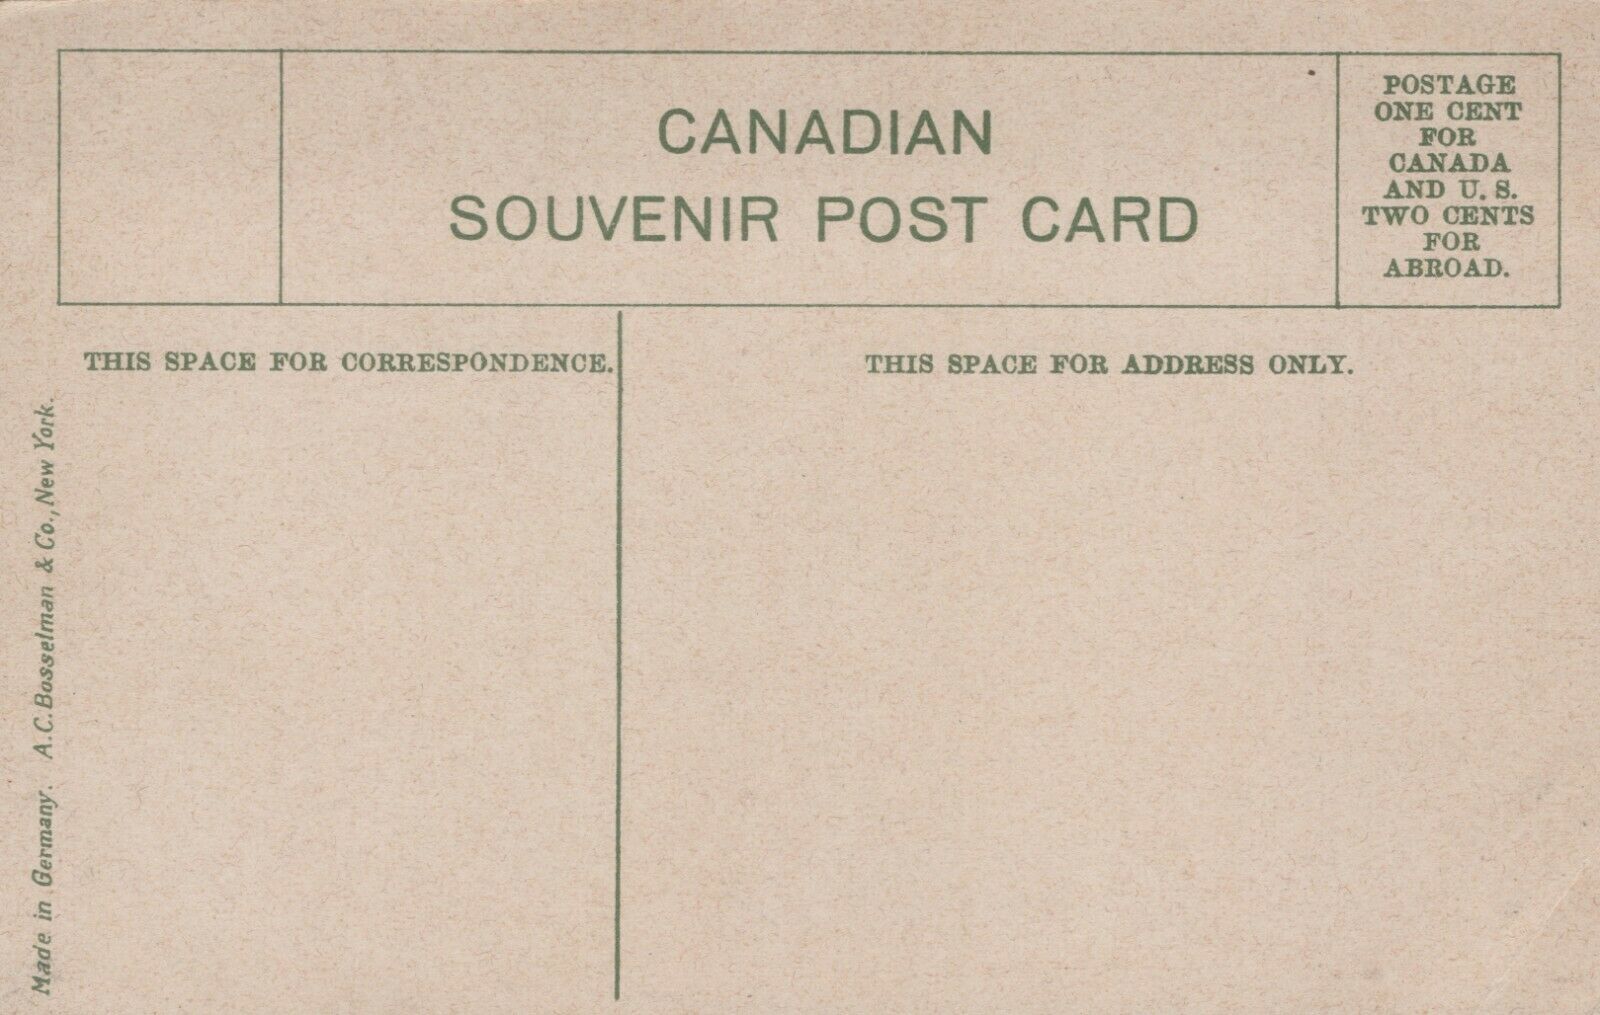 CANADIAN
SOUVENIR POST CARD
POSTAGE
ONE CENT
FOR
CANADA
AND U. S.
TWO CENTS
FOR
ABROAD.
THIS SPACE FOR CORRESPONDENCE.
THIS SPACE FOR ADDRESS ONLY.
Made in Germany. A.C. Bosselman & Co., New York.